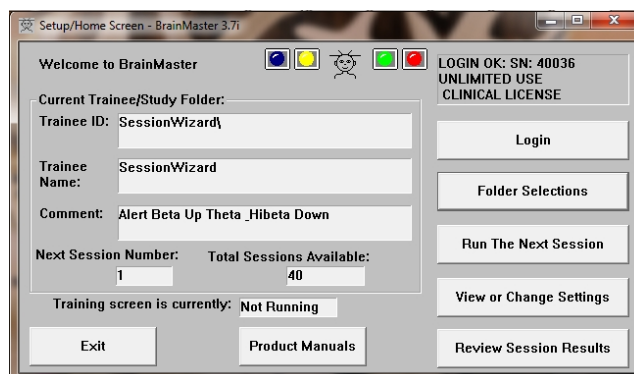 Setup/Home Screen - BrainMaster 3.7i
Welcome to BrainMaster
LOGIN OK: SN: 40036
UNLIMITED USE
CLINICAL LICENSE
Current Trainee/Study Folder:
Trainee ID: SessionWizard\
Trainee Name: SessionWizard
Comment: Alert Beta Up Theta_Hibeta Down
Next Session Number: 1
Total Sessions Available: 40
Training screen is currently: Not Running
Exit
Product Manuals
Login
Folder Selections
Run The Next Session
View or Change Settings
Review Session Results